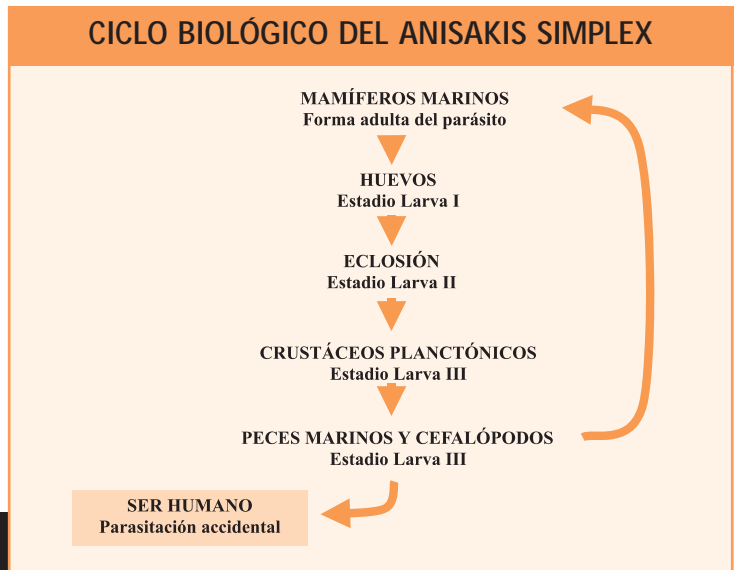 CICLO BIOLÓGICO DEL ANISAKIS SIMPLEX
MAMÍFEROS MARINOS
Forma adulta del parásito
HUEVOS
Estadio Larva I
ECLOSIÓN
Estadio Larva II
CRUSTÁCEOS PLANCTÓNICOS
Estadio Larva III
PECES MARINOS Y CEFALÓPODOS
Estadio Larva III
SER HUMANO
Parasitación accidental